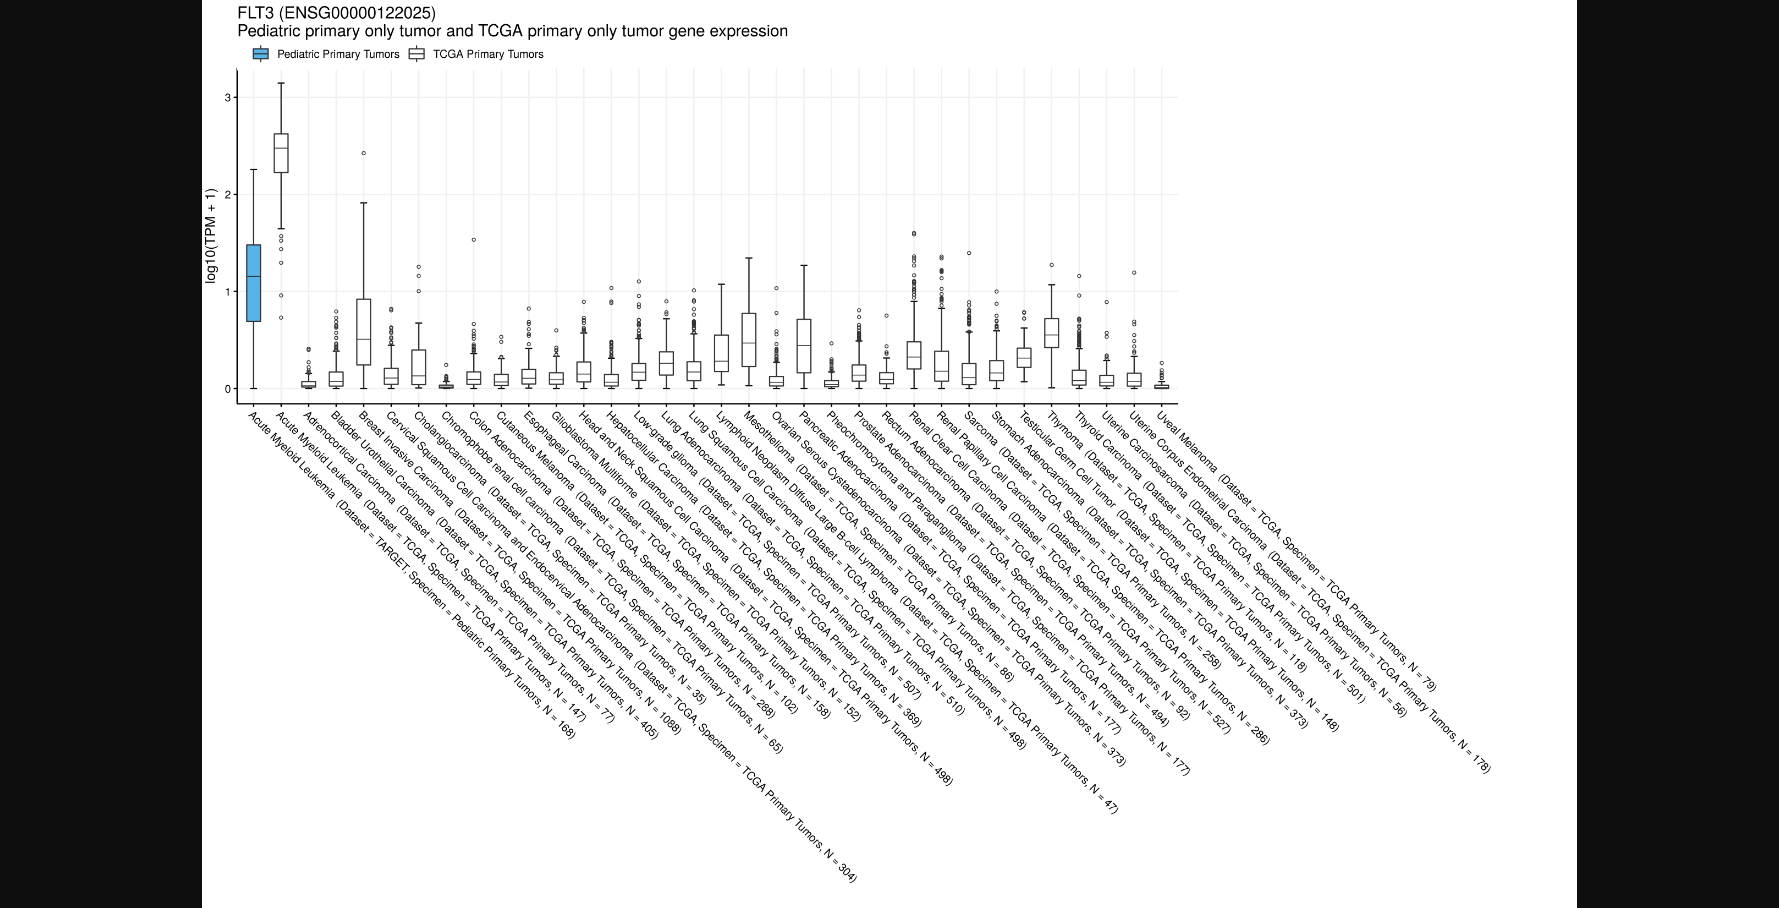 FLT3 (ENSG00000122025)
Pediatric primary only tumor and TCGA primary only tumor gene expression
Pediatric Primary Tumors
TCGA Primary Tumors
log10(TPM + 1)
3
2
1
0
Acute Myeloid Leukemia (Dataset = TARGET, Specimen = Pediatric Primary Tumors, N = 168)
Acute Myeloid Leukemia (Dataset = TCGA, Specimen = TCGA Primary Tumors, N = 147)
Adrenocortical Carcinoma (Dataset = TCGA, Specimen = TCGA Primary Tumors, N = 77)
Bladder Urothelial Carcinoma (Dataset = TCGA, Specimen = TCGA Primary Tumors, N = 405)
Breast Invasive Carcinoma (Dataset = TCGA, Specimen = TCGA Primary Tumors, N = 1088)
Cervical Squamous Cell Carcinoma and Endocervical Adenocarcinoma (Dataset = TCGA, Specimen = TCGA Primary Tumors, N = 304)
Cholangiocarcinoma (Dataset = TCGA, Specimen = TCGA Primary Tumors, N = 35)
Chromophobe renal cell carcinoma (Dataset = TCGA, Specimen = TCGA Primary Tumors, N = 65)
Colon Adenocarcinoma (Dataset = TCGA, Specimen = TCGA Primary Tumors, N = 288)
Cutaneous Melanoma (Dataset = TCGA, Specimen = TCGA Primary Tumors, N = 102)
Esophageal Carcinoma (Dataset = TCGA, Specimen = TCGA Primary Tumors, N = 158)
Glioblastoma Multiforme (Dataset = TCGA, Specimen = TCGA Primary Tumors, N = 152)
Head and Neck Squamous Cell Carcinoma (Dataset = TCGA, Specimen = TCGA Primary Tumors, N = 498)
Hepatocellular Carcinoma (Dataset = TCGA, Specimen = TCGA Primary Tumors, N = 369)
Low-grade glioma (Dataset = TCGA, Specimen = TCGA Primary Tumors, N = 507)
Lung Adenocarcinoma (Dataset = TCGA, Specimen = TCGA Primary Tumors, N = 510)
Lung Squamous Cell Carcinoma (Dataset = TCGA, Specimen = TCGA Primary Tumors, N = 498)
Lymphoid Neoplasm Diffuse Large B-cell Lymphoma (Dataset = TCGA, Specimen = TCGA Primary Tumors, N = 47)
Mesothelioma (Dataset = TCGA, Specimen = TCGA Primary Tumors, N = 86)
Ovarian Serous Cystadenocarcinoma (Dataset = TCGA, Specimen = TCGA Primary Tumors, N = 373)
Pancreatic Adenocarcinoma (Dataset = TCGA, Specimen = TCGA Primary Tumors, N = 177)
Pheochromocytoma and Paraganglioma (Dataset = TCGA, Specimen = TCGA Primary Tumors, N = 177)
Prostate Adenocarcinoma (Dataset = TCGA, Specimen = TCGA Primary Tumors, N = 494)
Rectum Adenocarcinoma (Dataset = TCGA, Specimen = TCGA Primary Tumors, N = 92)
Renal Clear Cell Carcinoma (Dataset = TCGA, Specimen = TCGA Primary Tumors, N = 527)
Renal Papillary Cell Carcinoma (Dataset = TCGA, Specimen = TCGA Primary Tumors, N = 286)
Sarcoma (Dataset = TCGA, Specimen = TCGA Primary Tumors, N = 258)
Stomach Adenocarcinoma (Dataset = TCGA, Specimen = TCGA Primary Tumors, N = 373)
Testicular Germ Cell Tumor (Dataset = TCGA, Specimen = TCGA Primary Tumors, N = 148)
Thymoma (Dataset = TCGA, Specimen = TCGA Primary Tumors, N = 118)
Thyroid Carcinoma (Dataset = TCGA, Specimen = TCGA Primary Tumors, N = 501)
Uterine Carcinosarcoma (Dataset = TCGA, Specimen = TCGA Primary Tumors, N = 56)
Uterine Corpus Endometrial Carcinoma (Dataset = TCGA, Specimen = TCGA Primary Tumors, N = 178)
Uveal Melanoma (Dataset = TCGA, Specimen = TCGA Primary Tumors, N = 79)